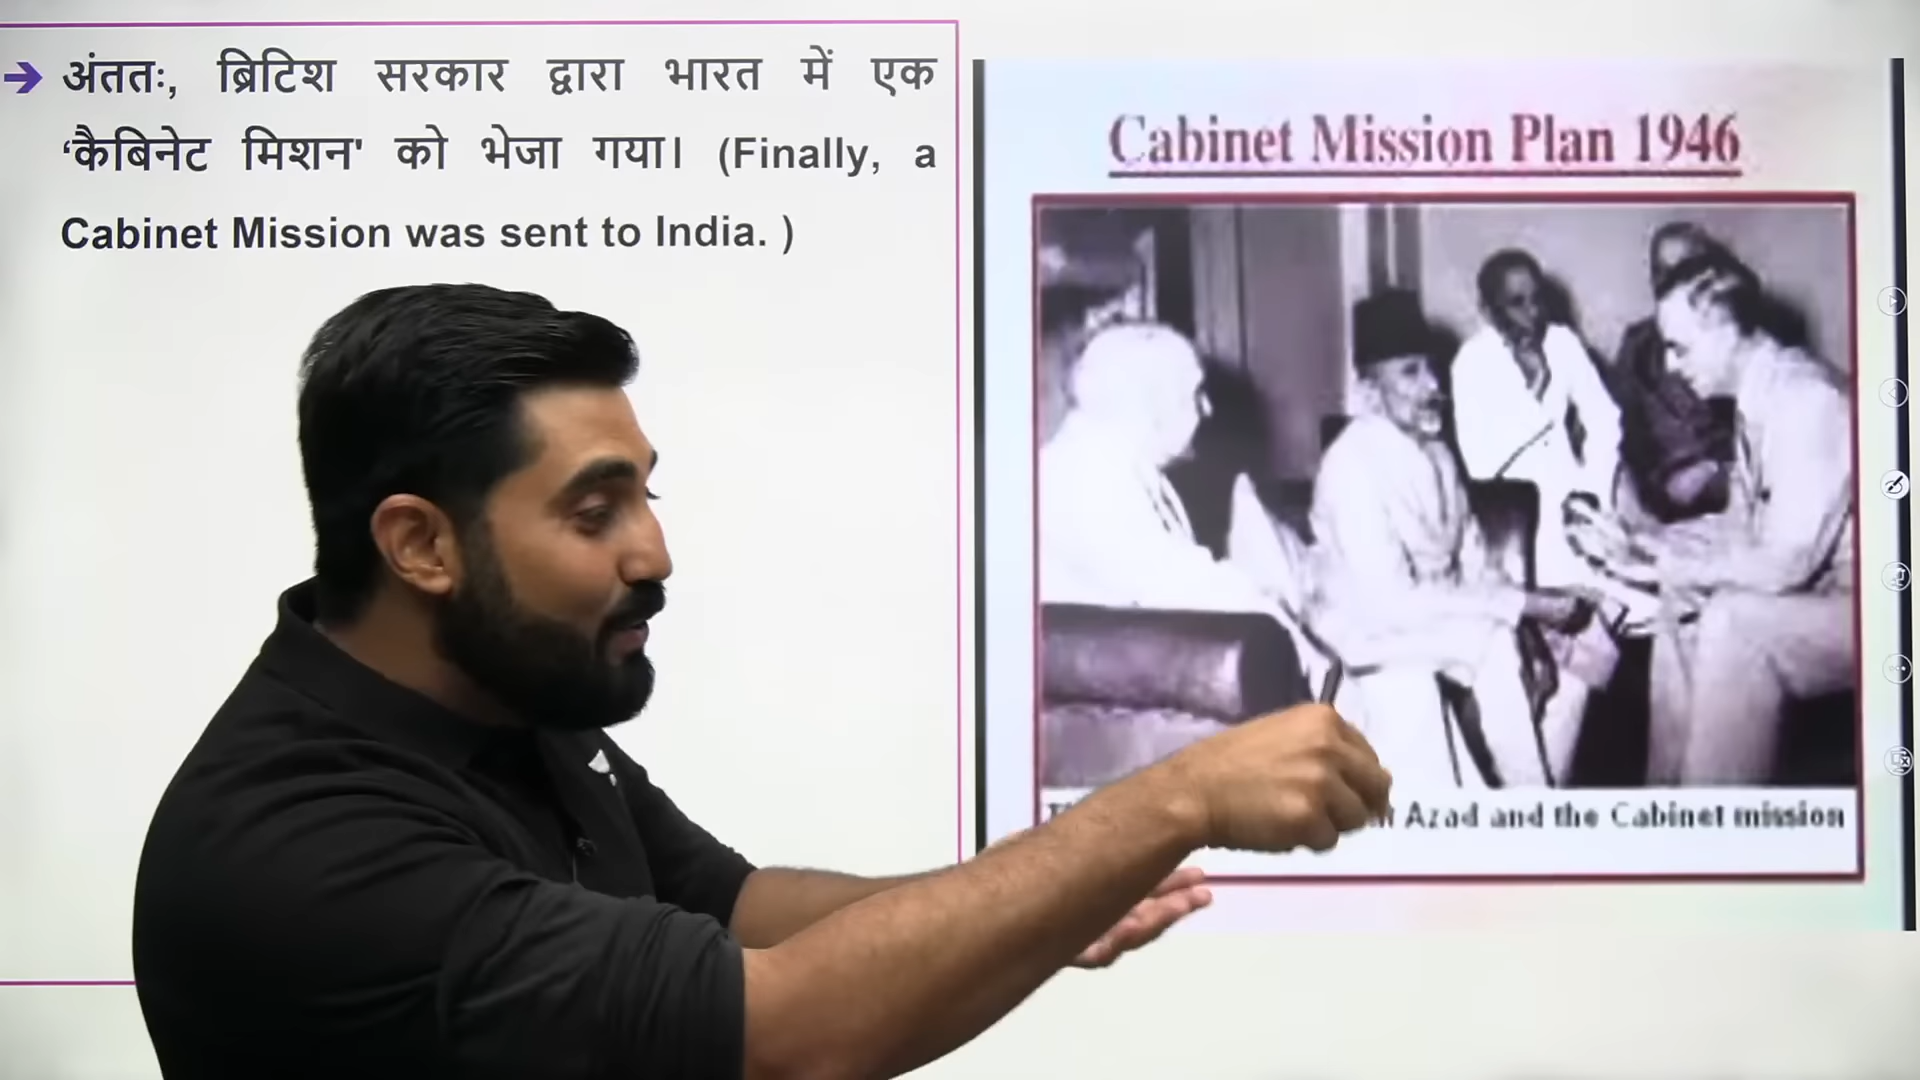 अंततः, ब्रिटिश सरकार द्वारा भारत में एक
‘कैबिनेट मिशन' को भेजा गया। (Finally, a
Cabinet Mission was sent to India. )
Cabinet Mission Plan 1946
Azad and the Cabinet mission